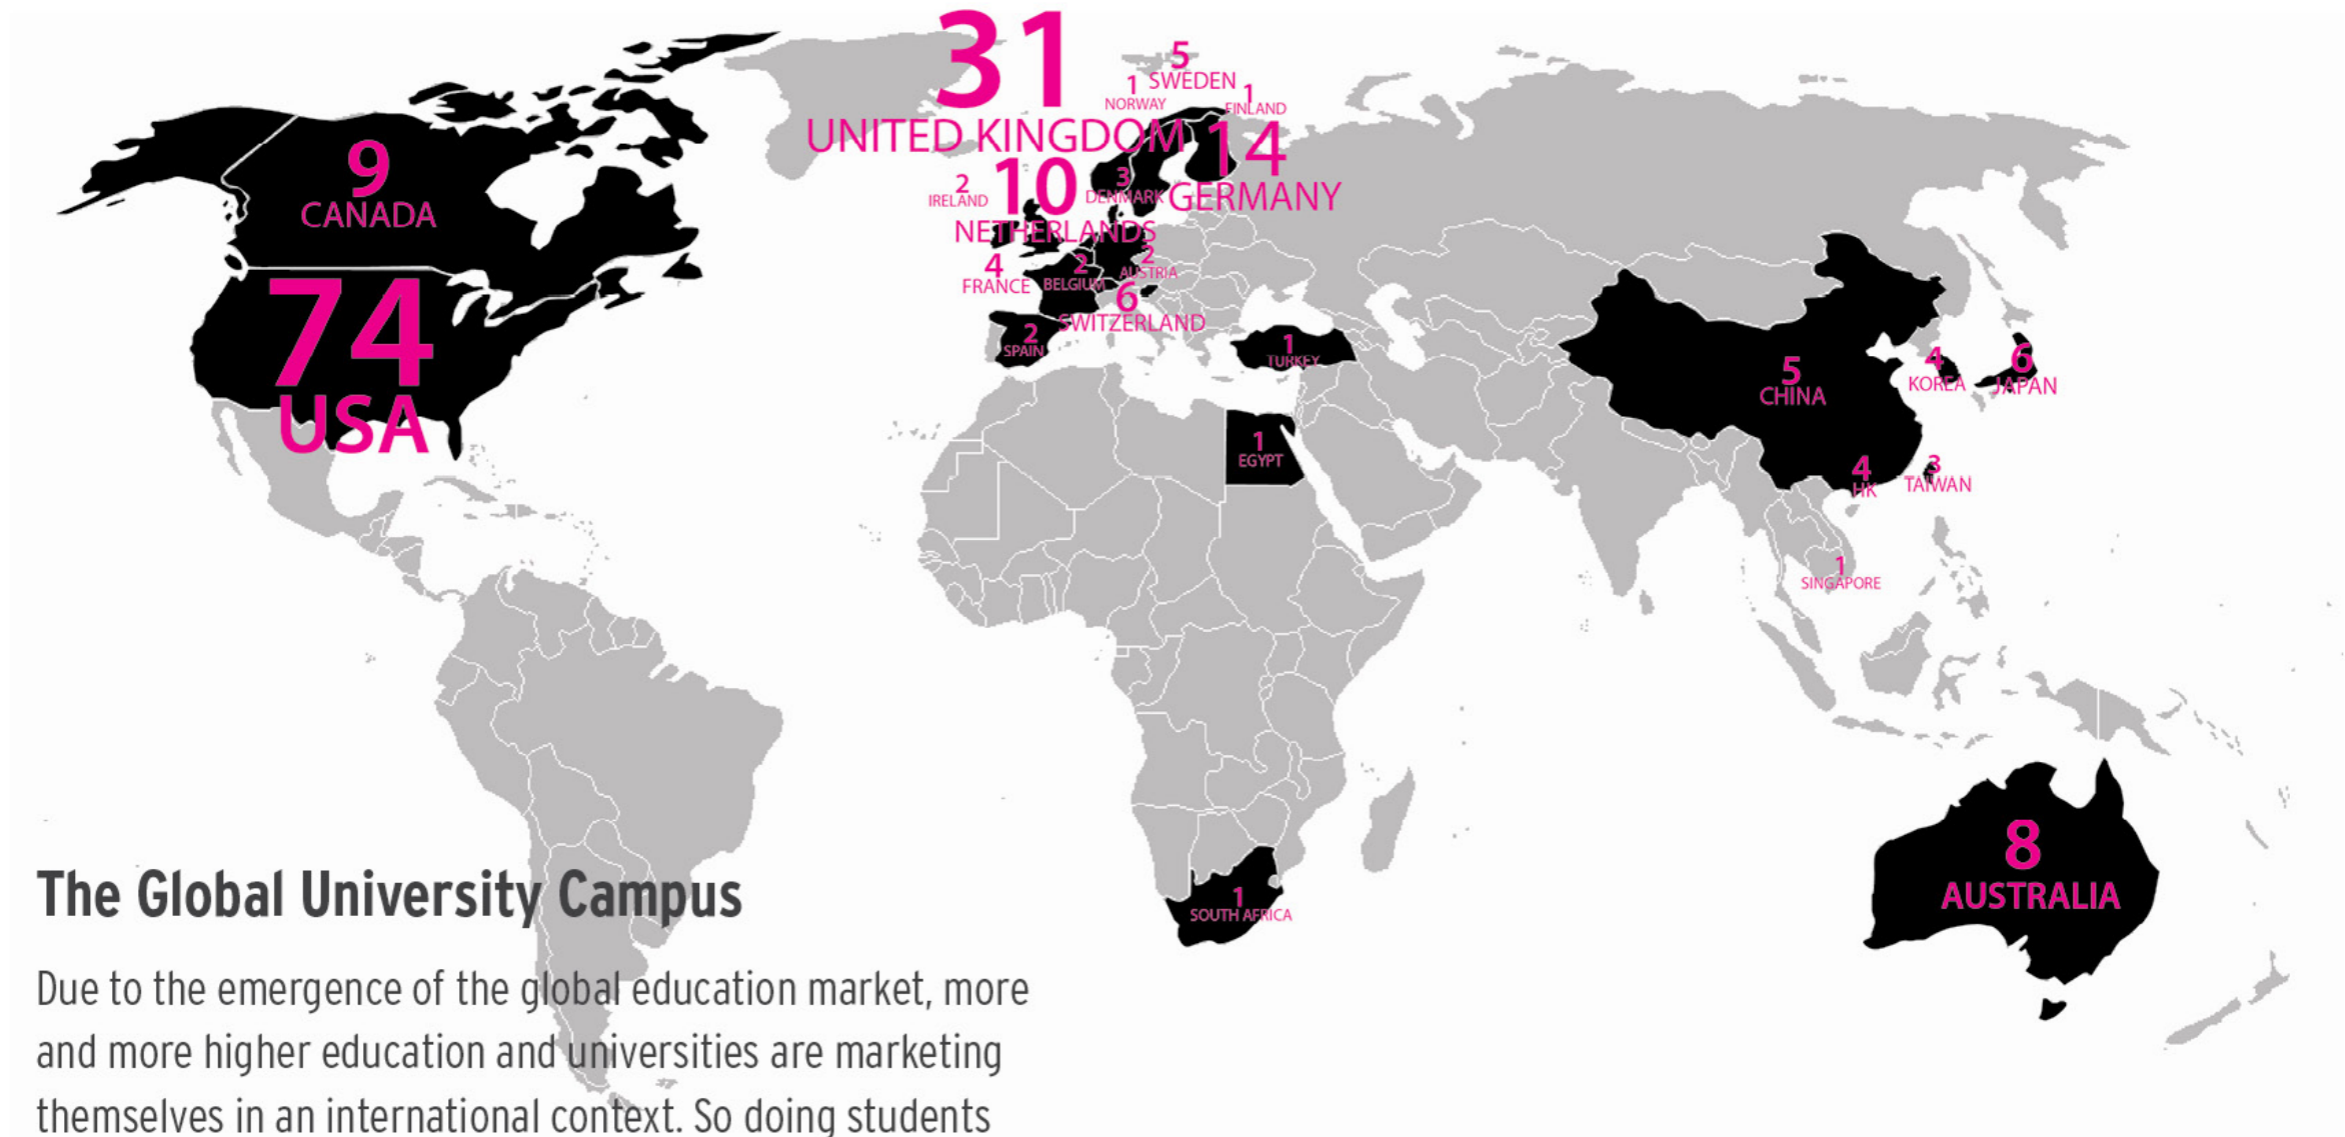 31
UNITED KINGDOM
5
SWEDEN
1
NORWAY
1
FINLAND
14
GERMANY
9
CANADA
2
IRELAND
10
NETHERLANDS
3
DENMARK
4
FRANCE
2
BELGIUM
2
AUSTRIA
6
SWITZERLAND
74
USA
2
SPAIN
1
TURKEY
5
CHINA
4
KOREA
6
JAPAN
1
EGYPT
4
HK
3
TAIWAN
1
SINGAPORE
8
AUSTRALIA
1
SOUTH AFRICA
The Global University Campus
Due to the emergence of the global education market, more
and more higher education and universities are marketing
themselves in an international context. So doing students